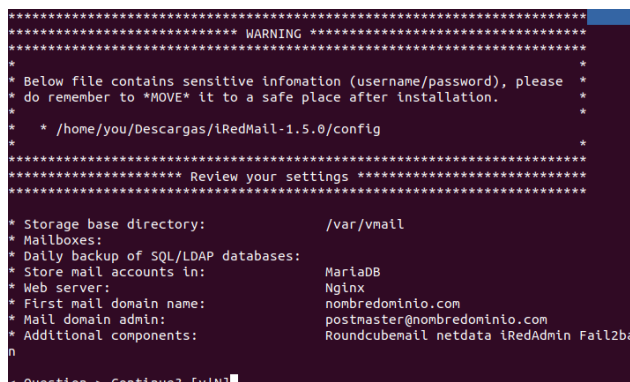 *************************************************************************
***************************** WARNING ***********************************
*************************************************************************
* *
* Below file contains sensitive infomation (username/password), please *
* do remember to *MOVE* it to a safe place after installation. *
* *
* * /home/you/Descargas/iRedMail-1.5.0/config
* *
*************************************************************************
********************** Review your settings *****************************
*************************************************************************
* Storage base directory: /var/vmail
* Mailboxes:
* Daily backup of SQL/LDAP databases:
* Store mail accounts in: MariaDB
* Web server: Nginx
* First mail domain name: nombredominio.com
* Mail domain admin: postmaster@nombredominio.com
* Additional components: Roundcubemail netdata iRedAdmin Fail2ba
n
< Question > Continue? [y|N]